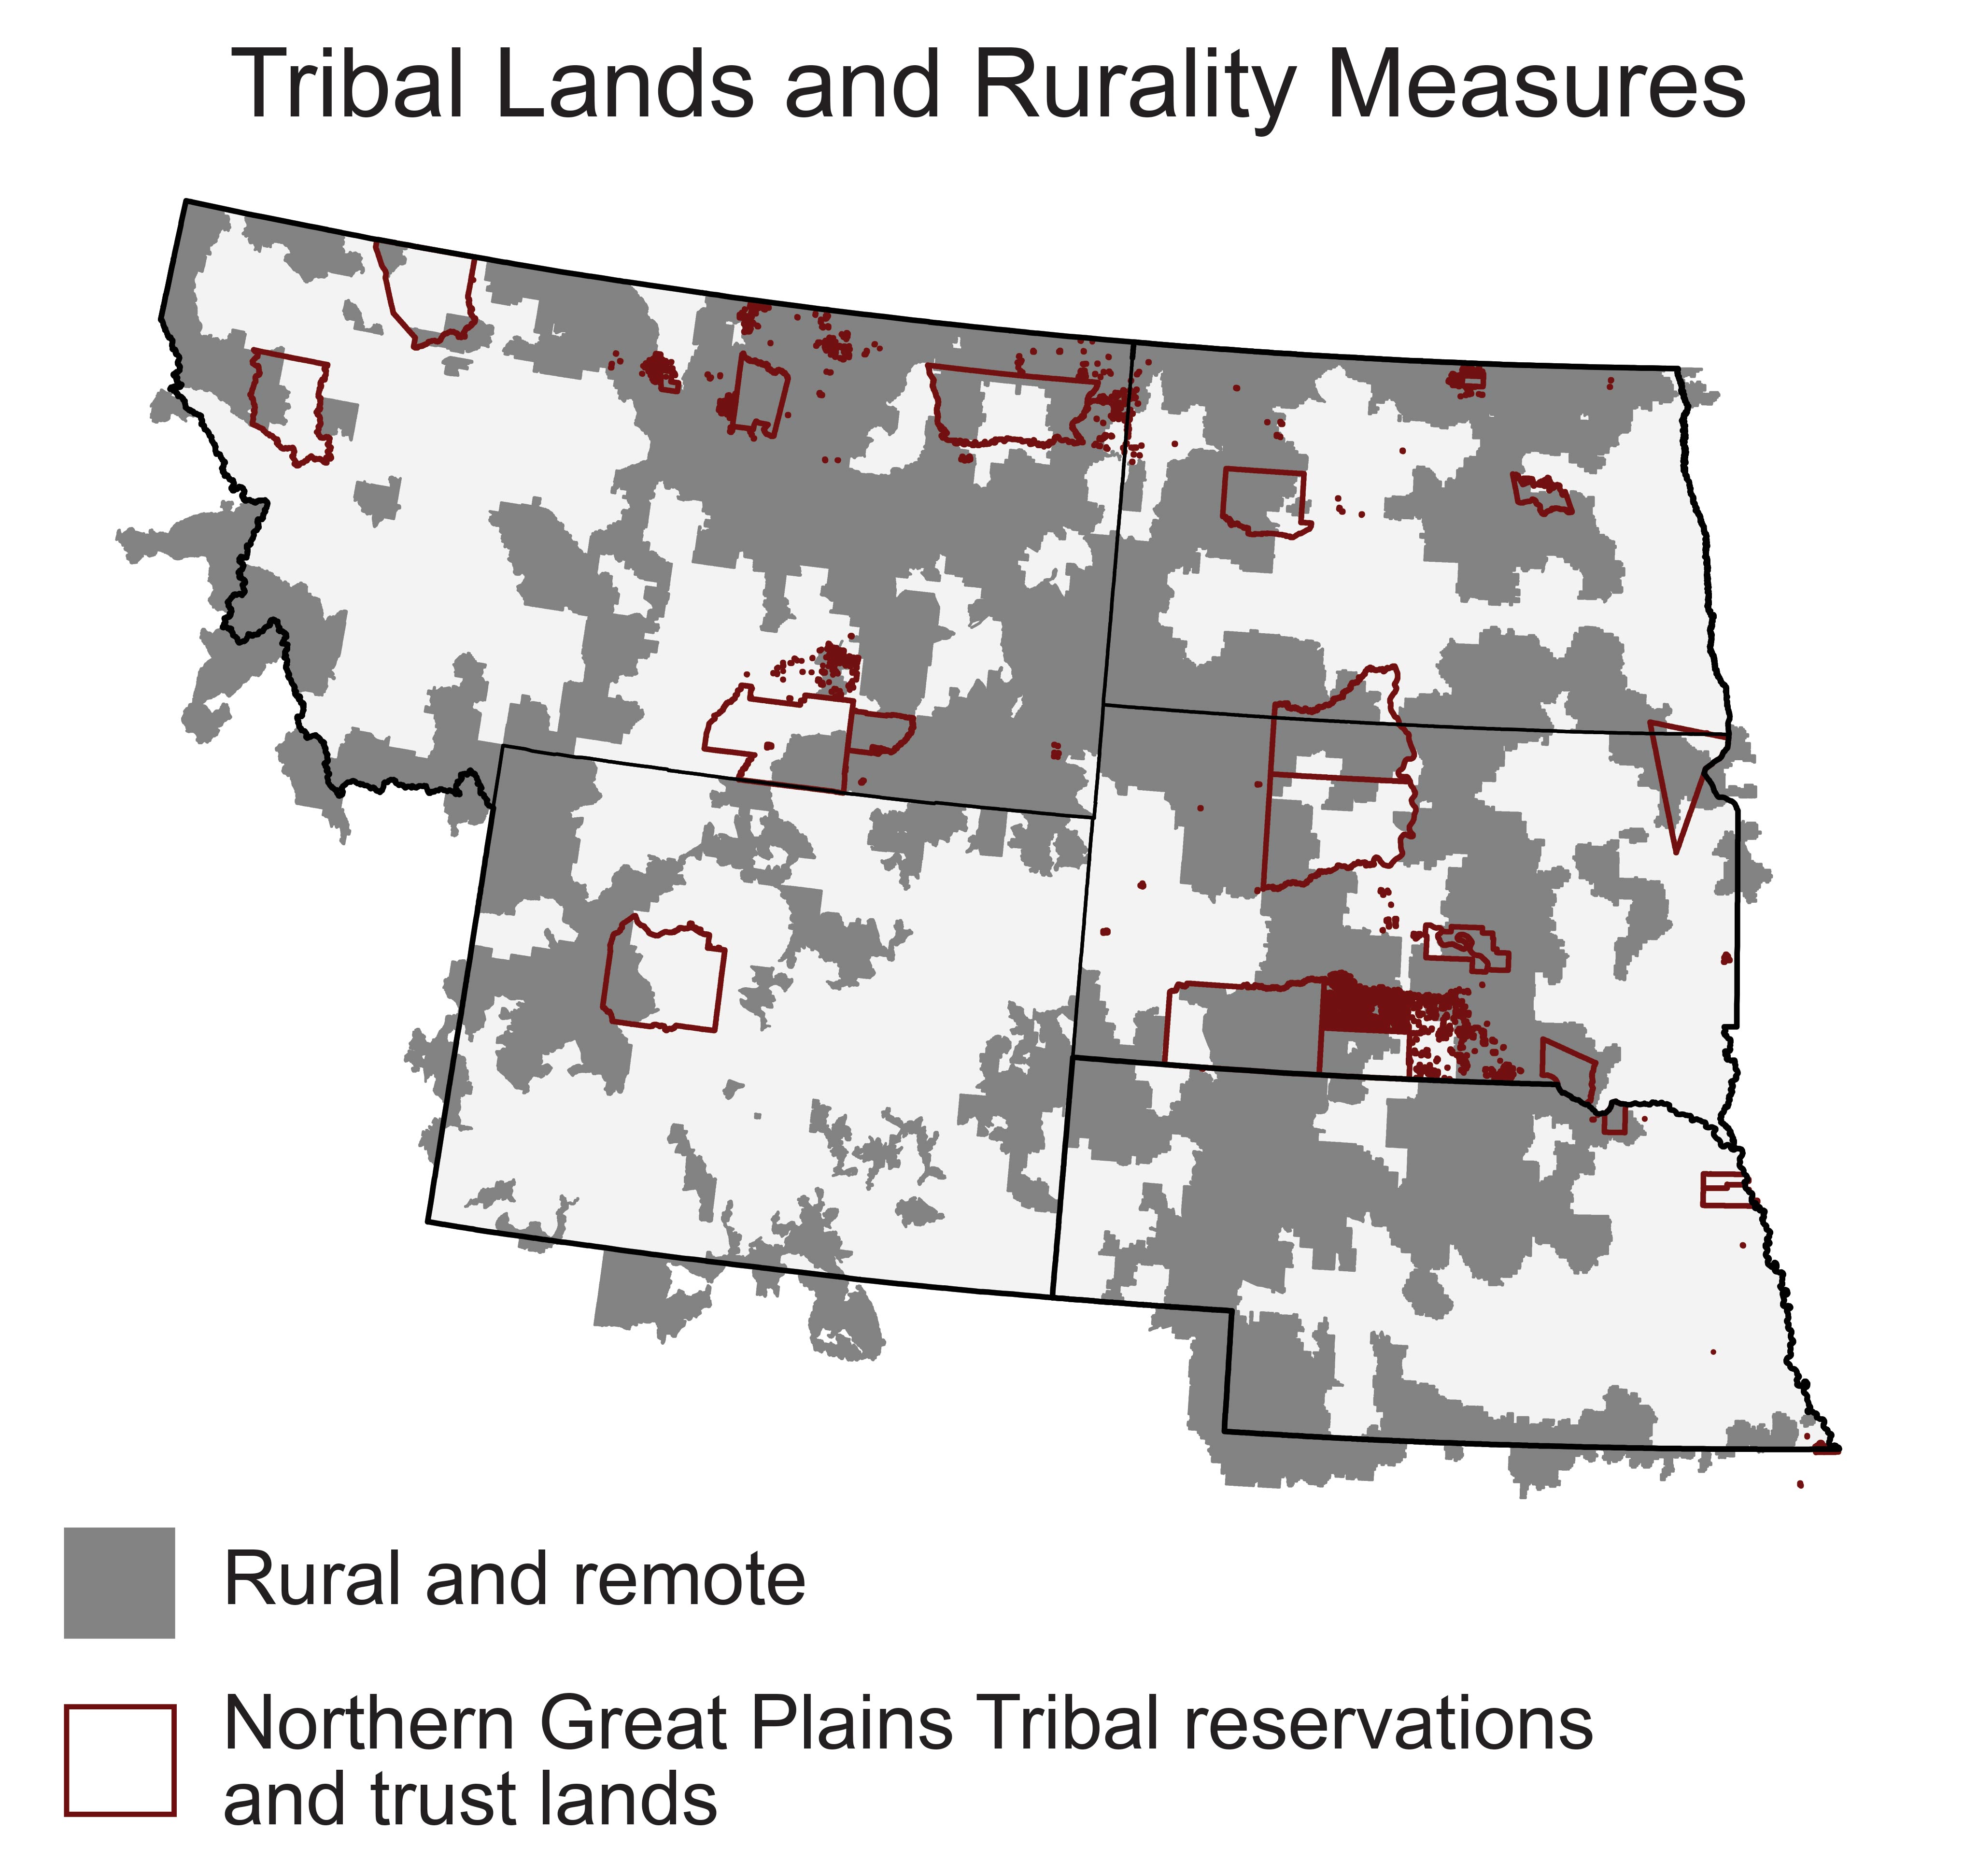 Tribal Lands and Rurality Measures
Rural and remote
Northern Great Plains Tribal reservations
and trust lands